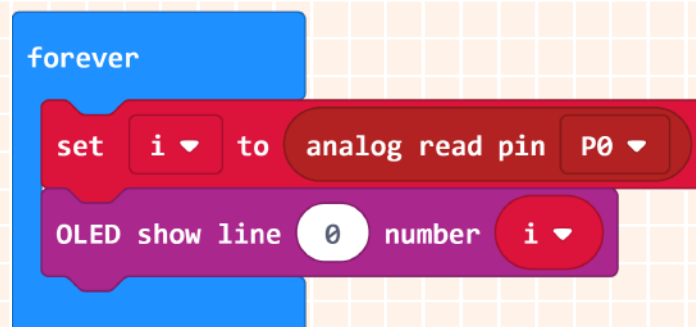 forever
set i to analog read pin P0
OLED show line 0 number i